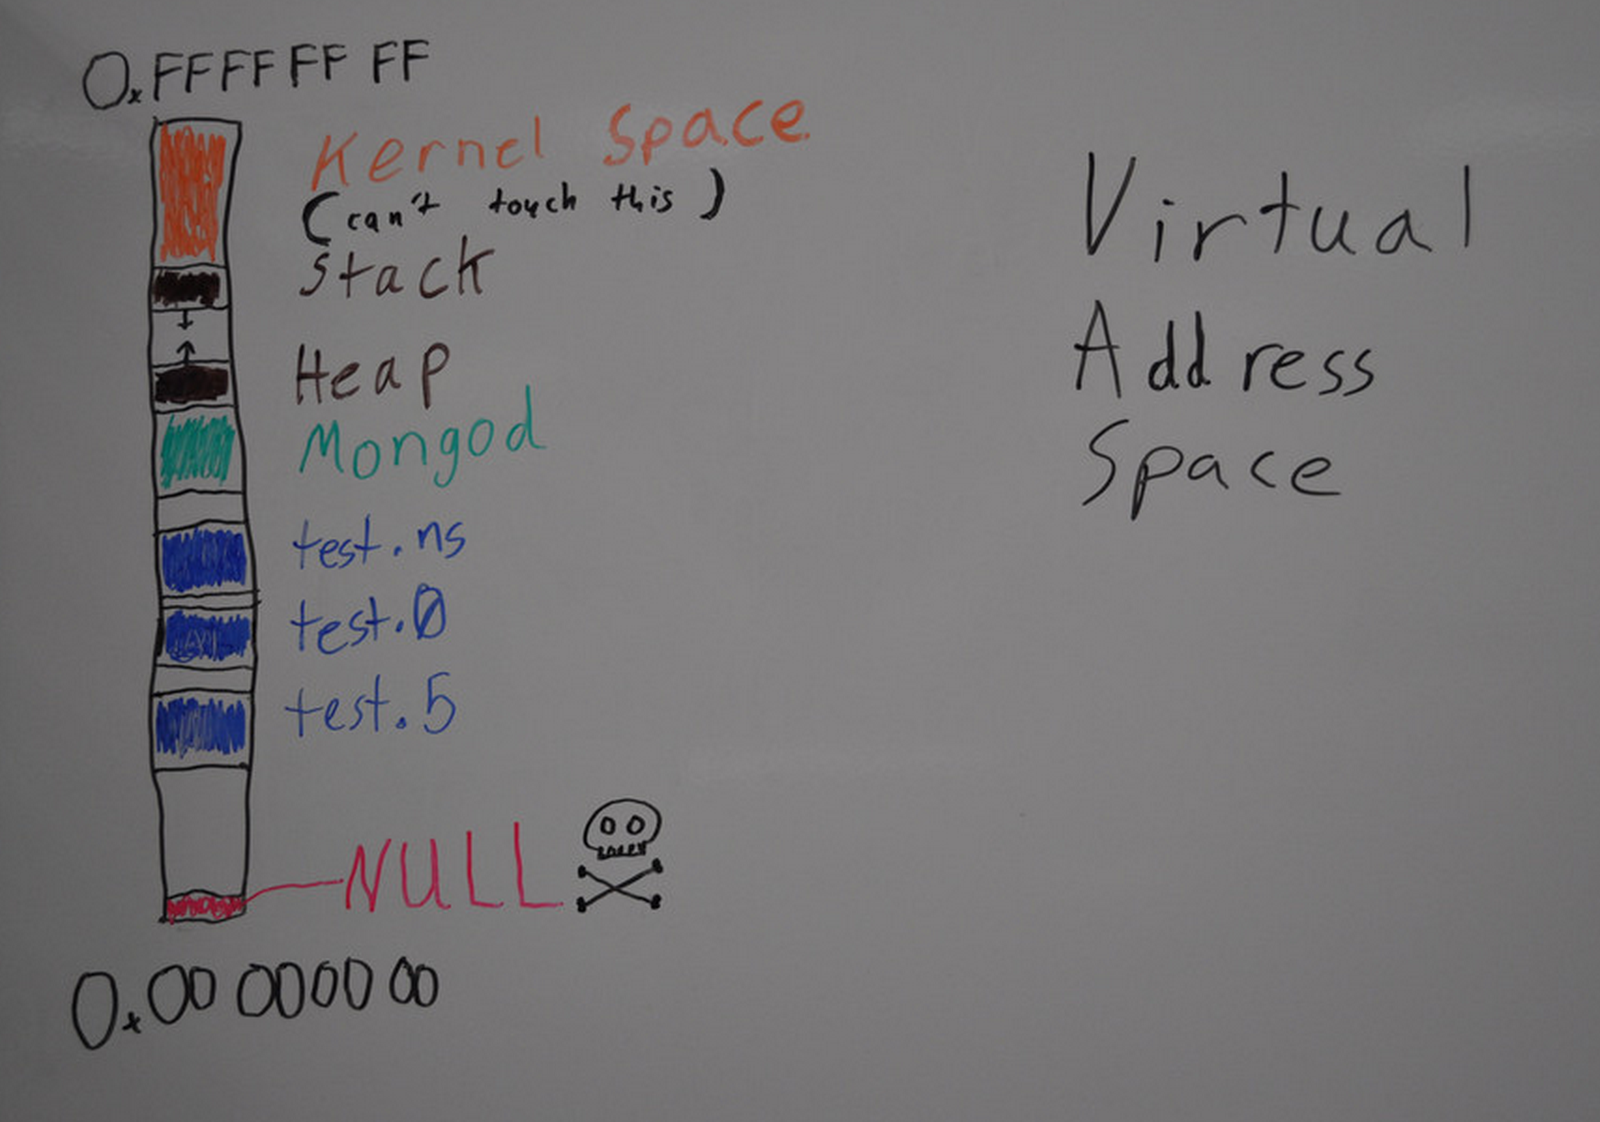 0xFFFFFFFF
Kernel Space
(can't touch this)
Stack
Heap
Mongod
test.ns
test.0
test.5
NULL
0x00000000
Virtual
Address
Space